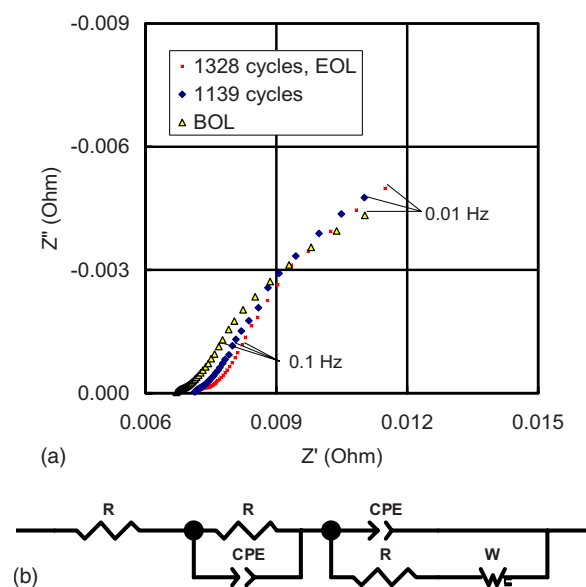 -0.009
-0.006
-0.003
0.000
Z" (Ohm)
1328 cycles, EOL
1139 cycles
BOL
0.01 Hz
0.1 Hz
0.006 0.009 0.012 0.015
(a) Z' (Ohm)
R R CPE
CPE R W
(b)